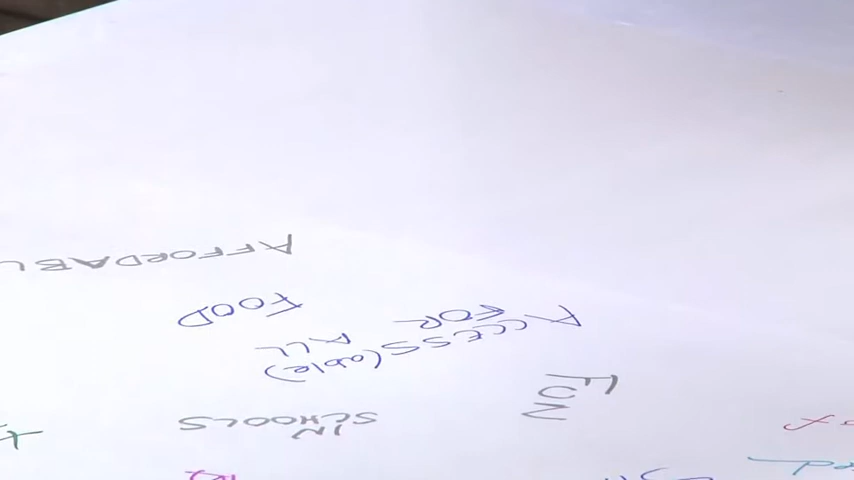 IN
SCHOOLS
FUN
ACCESS(able)
FOR
ALL
FOOD
AFFORDABL